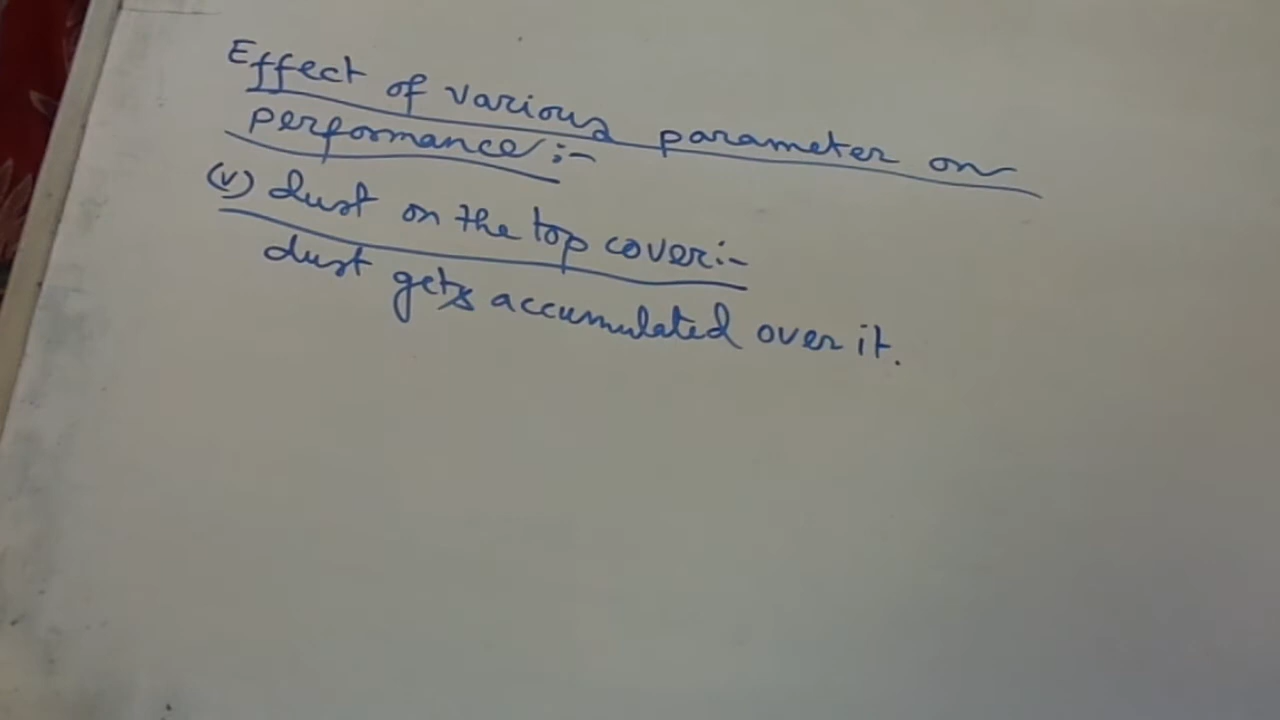 Effect of various parameter on
performance :-
(v) dust on the top cover:-
dust gets accumulated over it.